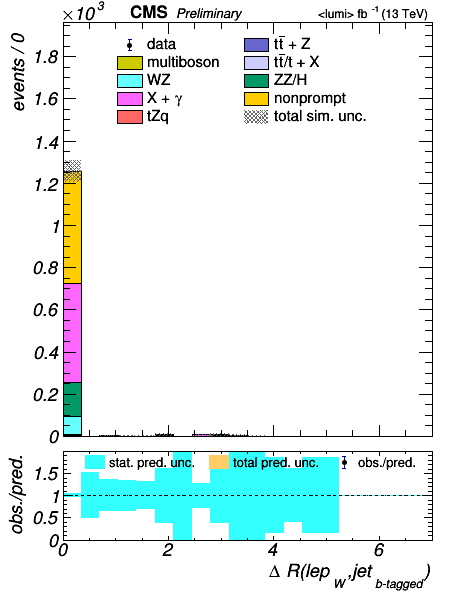 ×10³ CMS Preliminary <lumi> fb ⁻¹ (13 TeV)
events / 0
data
multiboson
WZ
X + γ
tZq
tt̄ + Z
tt̄/t + X
ZZ/H
nonprompt
total sim. unc.
1.8
1.6
1.4
1.2
1
0.8
0.6
0.4
0.2
0
obs./pred.
stat. pred. unc. total pred. unc. obs./pred.
1.5
1
0.5
0
0 2 4 6
Δ R(lep_W, jet_b-tagged)